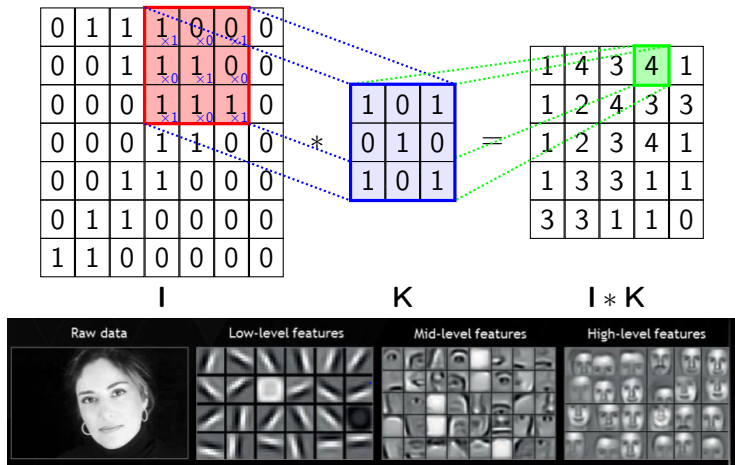 0 1 1 1 0 0 0
×1 ×0 ×1
0 0 1 1 1 0 0
×0 ×1 ×0
0 0 0 1 1 1 0
×1 ×0 ×1
0 0 0 1 1 0 0
0 0 1 1 0 0 0
0 1 1 0 0 0 0
1 1 0 0 0 0 0
I
*
1 0 1
0 1 0
1 0 1
K
=
1 4 3 4 1
1 2 4 3 3
1 2 3 4 1
1 3 3 1 1
3 3 1 1 0
I * K
Raw data
Low-level features
Mid-level features
High-level features